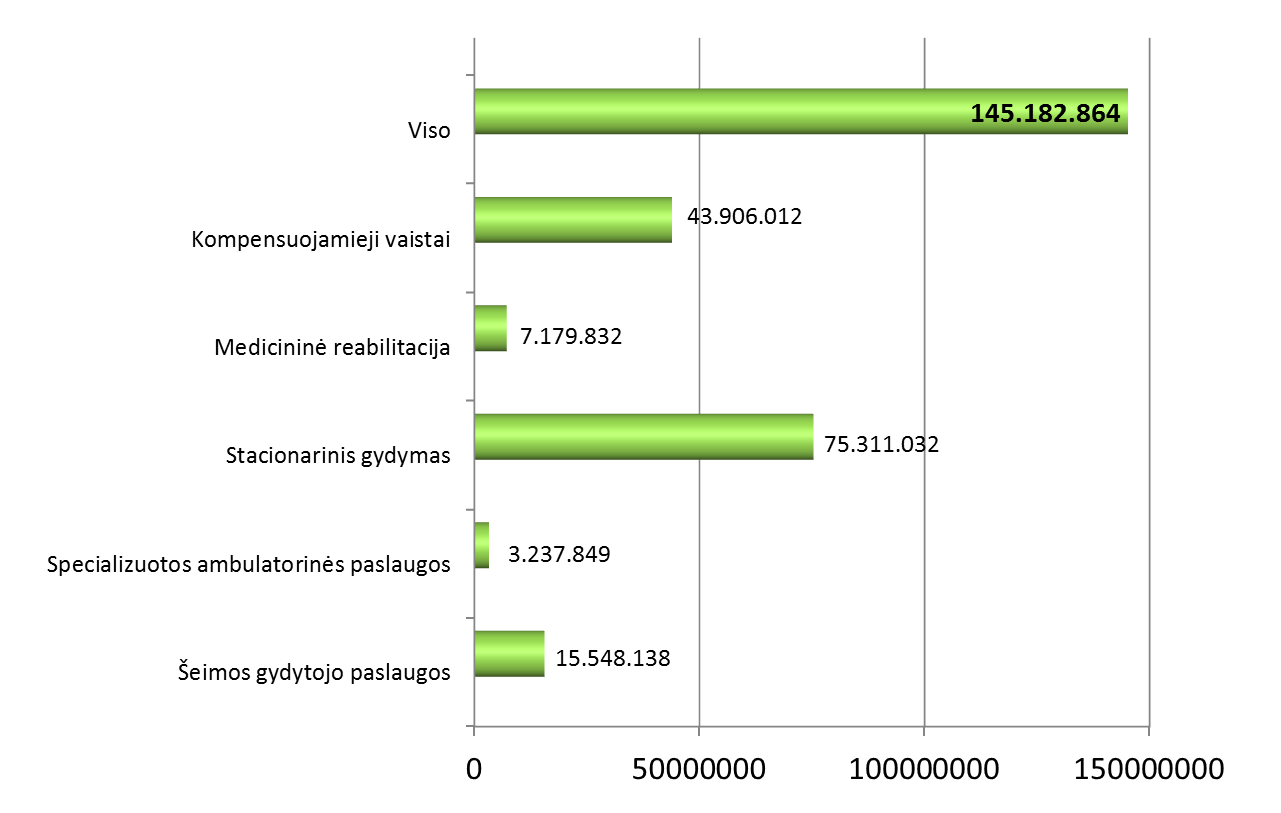 Viso
145.182.864
Kompensuojamieji vaistai
43.906.012
Medicininė reabilitacija
7.179.832
Stacionarinis gydymas
75.311.032
Specializuotos ambulatorinės paslaugos
3.237.849
Šeimos gydytojo paslaugos
15.548.138
0 50000000 100000000 150000000